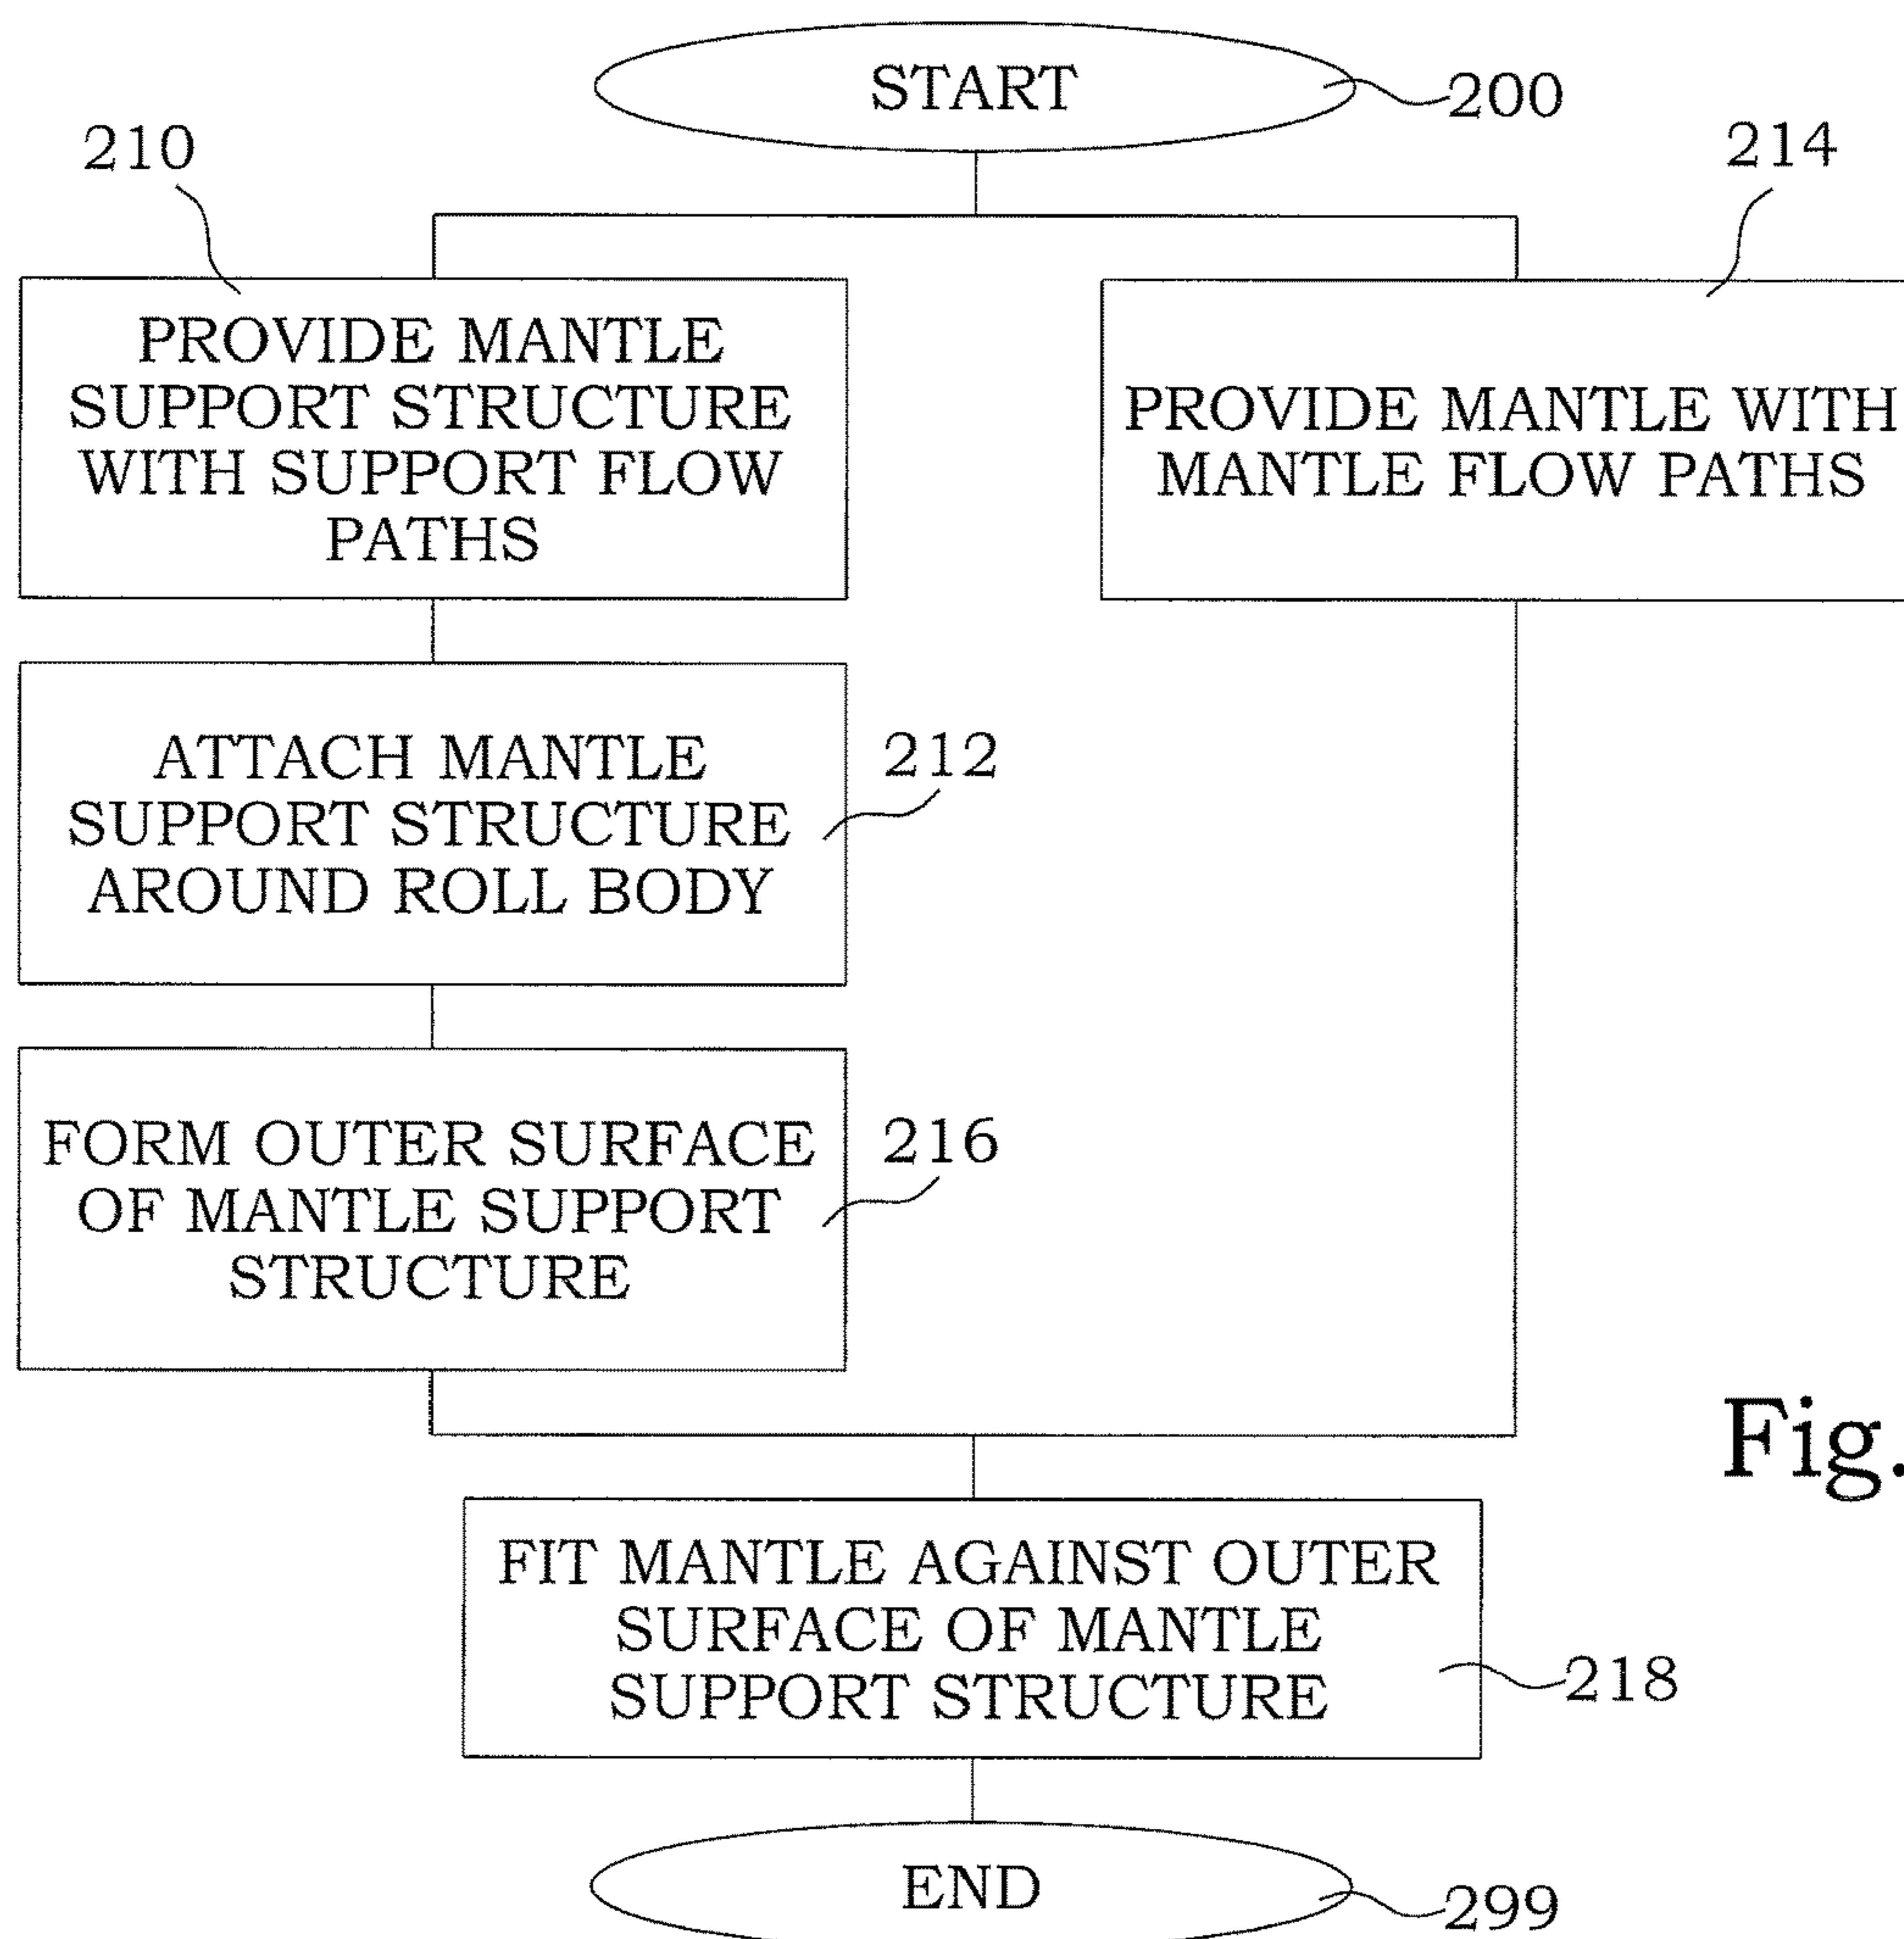 START
200
210
214
PROVIDE MANTLE
SUPPORT STRUCTURE
WITH SUPPORT FLOW
PATHS
PROVIDE MANTLE WITH
MANTLE FLOW PATHS
ATTACH MANTLE
SUPPORT STRUCTURE
AROUND ROLL BODY
212
FORM OUTER SURFACE
OF MANTLE SUPPORT
STRUCTURE
216
Fig.
FIT MANTLE AGAINST OUTER
SURFACE OF MANTLE
SUPPORT STRUCTURE
218
END
299